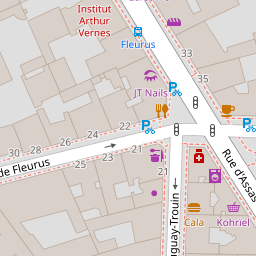 Institut
Arthur
Vernes
Fleurus
33
35
JT Nails
22
24
26
28
30
21
23
25
21
de Fleurus
Rue d'Assas
guay-Trouin
Cala
Kohriel